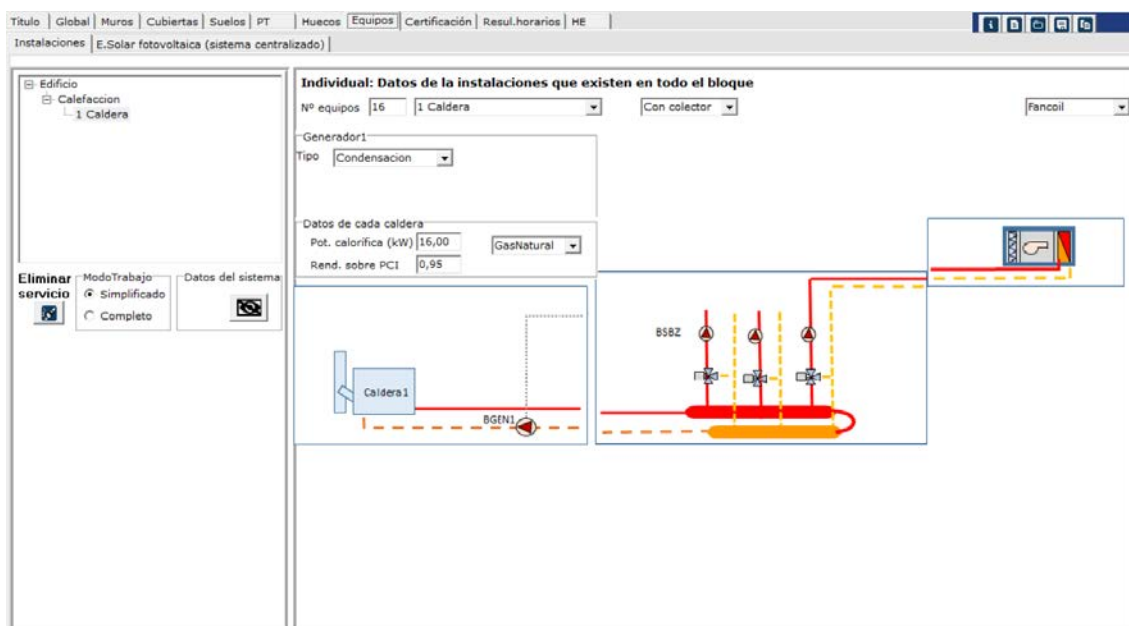 Titulo Global Muros Cubiertas Suelos PT Huecos Equipos Certificación Resul.horarios HE
Instalaciones E.Solar fotovoltaica (sistema centralizado)
Edificio
Calefaccion
1 Caldera
Eliminar servicio
ModoTrabajo
Simplificado
Completo
Datos del sistema
Individual: Datos de la instalaciones que existen en todo el bloque
Nº equipos 16 1 Caldera Con colector Fancoil
Generador1
Tipo Condensacion
Datos de cada caldera
Pot. calorífica (kW) 16,00 GasNatural
Rend. sobre PCI 0,95
Caldera1
BGEN1
BSBZ